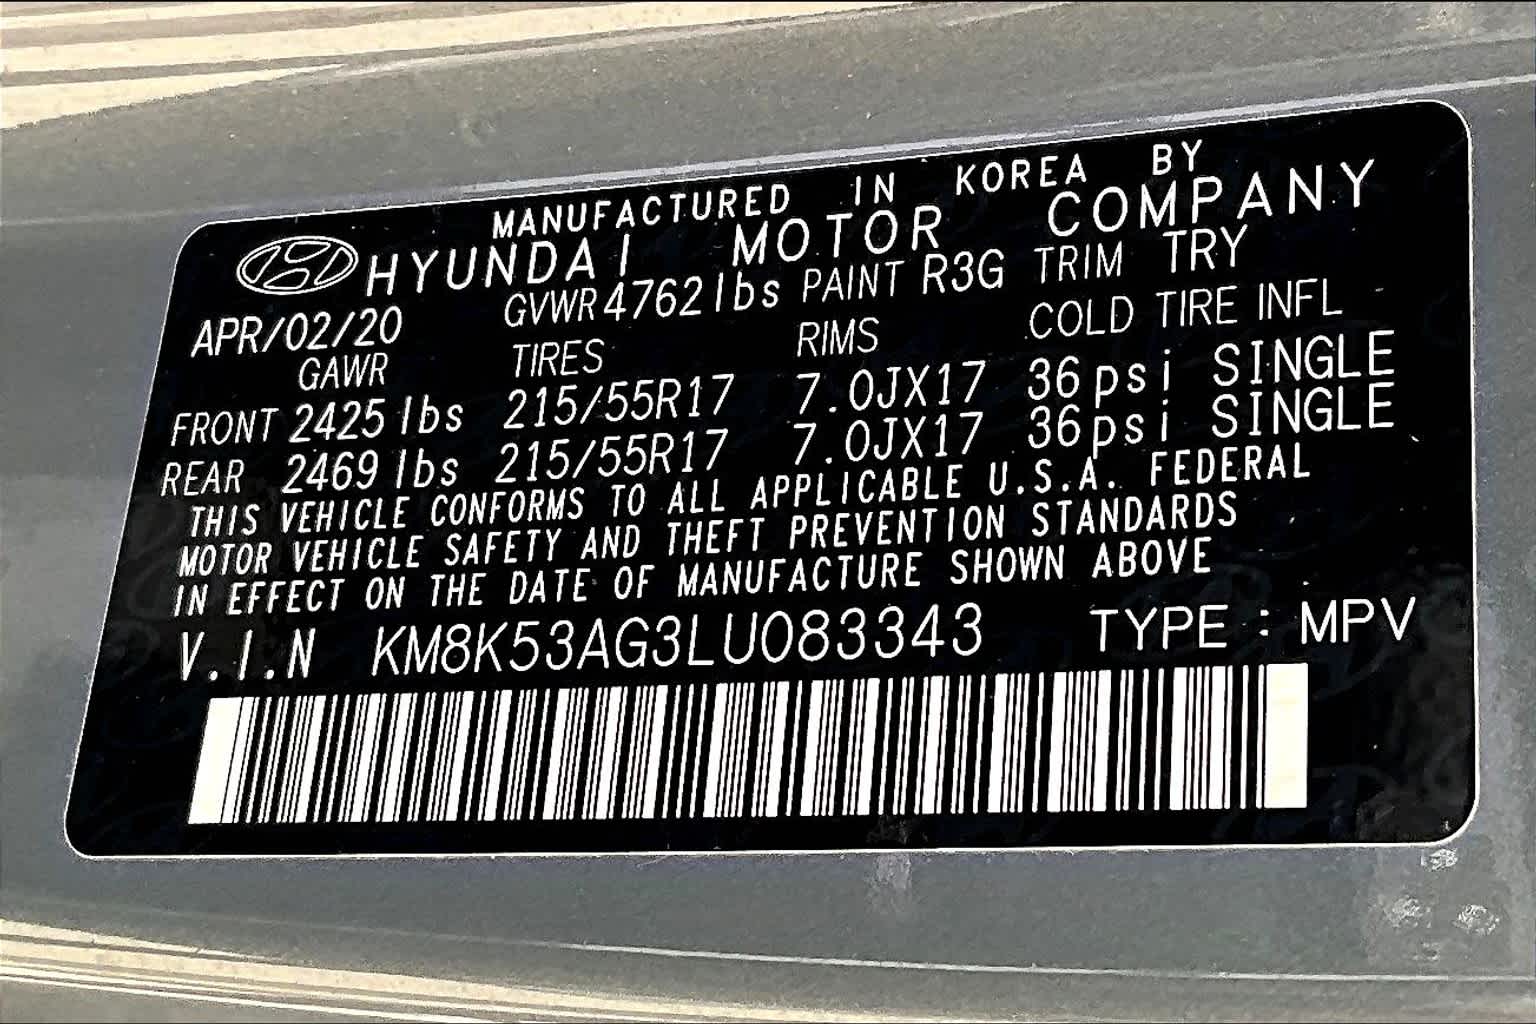 MANUFACTURED IN KOREA BY
HYUNDAI MOTOR COMPANY
APR/02/20 GVWR 4762 lbs PAINT R3G TRIM TRY
GAWR TIRES RIMS COLD TIRE INFL
FRONT 2425 lbs 215/55R17 7.0JX17 36psi SINGLE
REAR 2469 lbs 215/55R17 7.0JX17 36psi SINGLE
THIS VEHICLE CONFORMS TO ALL APPLICABLE U.S.A. FEDERAL
MOTOR VEHICLE SAFETY AND THEFT PREVENTION STANDARDS
IN EFFECT ON THE DATE OF MANUFACTURE SHOWN ABOVE
V.I.N KM8K53AG3LU083343 TYPE : MPV